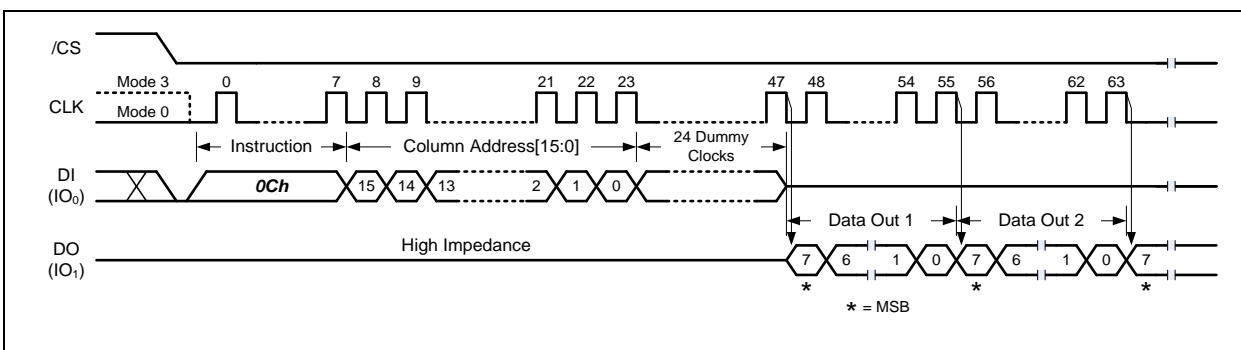 /CS
Mode 3 0 7 8 9 21 22 23 47 48 54 55 56 62 63
CLK
Mode 0
Instruction Column Address[15:0] 24 Dummy Clocks
DI
(IO0)
0Ch 15 14 13 2 1 0
Data Out 1 Data Out 2
DO
(IO1)
High Impedance
7 6 1 0 7 6 1 0 7
* * *
* = MSB